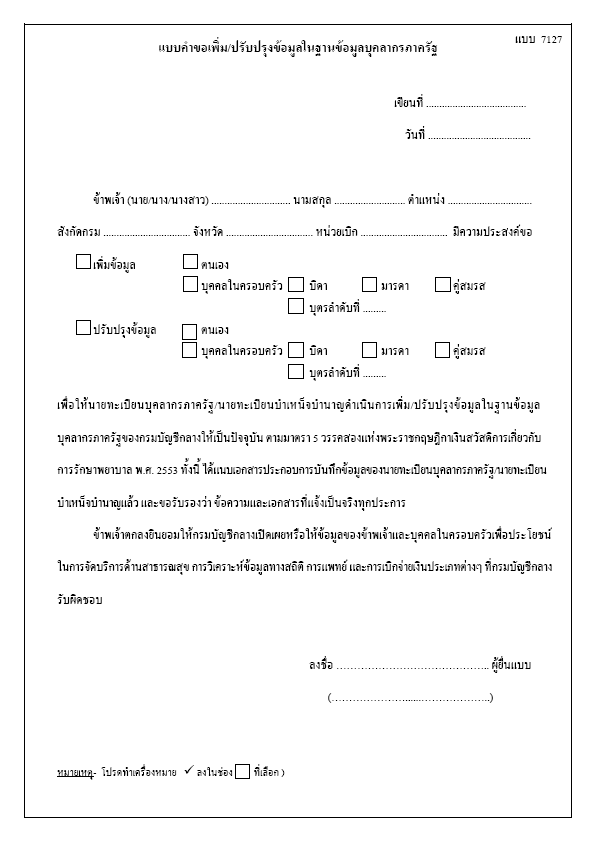 แบบ 7127
แบบคำขอเพิ่ม/ปรับปรุงข้อมูลในฐานข้อมูลบุคลากรภาครัฐ
เขียนที่ ......................................
วันที่ .......................................
ข้าพเจ้า (นาย/นาง/นางสาว) .............................. นามสกุล ........................... ตำแหน่ง ................................
สังกัดกรม ................................. จังหวัด ................................. หน่วยเบิก ................................. มีความประสงค์ขอ
เพิ่มข้อมูล ตนเอง
บุคคลในครอบครัว บิดา มารดา คู่สมรส
บุตรลำดับที่ .........
ปรับปรุงข้อมูล ตนเอง
บุคคลในครอบครัว บิดา มารดา คู่สมรส
บุตรลำดับที่ .........
เพื่อให้นายทะเบียนบุคลากรภาครัฐ/นายทะเบียนบำเหน็จบำนาญดำเนินการเพิ่ม/ปรับปรุงข้อมูลในฐานข้อมูล
บุคลากรภาครัฐของกรมบัญชีกลางให้เป็นปัจจุบัน ตามมาตรา 5 วรรคสองแห่งพระราชกฤษฎีกาเงินสวัสดิการเกี่ยวกับ
การรักษาพยาบาล พ.ศ. 2553 ทั้งนี้ ได้แนบเอกสารประกอบการบันทึกข้อมูลของนายทะเบียนบุคลากรภาครัฐ/นายทะเบียน
บำเหน็จบำนาญแล้ว และขอรับรองว่า ข้อความและเอกสารที่แจ้งเป็นจริงทุกประการ
ข้าพเจ้าตกลงยินยอมให้กรมบัญชีกลางเปิดเผยหรือให้ข้อมูลของข้าพเจ้าและบุคคลในครอบครัวเพื่อประโยชน์
ในการจัดบริการด้านสาธารณสุข การวิเคราะห์ข้อมูลทางสถิติ การแพทย์ และการเบิกจ่ายเงินประเภทต่างๆ ที่กรมบัญชีกลาง
รับผิดชอบ
ลงชื่อ ........................................... ผู้ยื่นแบบ
(.............................................)
หมายเหตุ- โปรดทำเครื่องหมาย ✓ ลงในช่อง ที่เลือก )